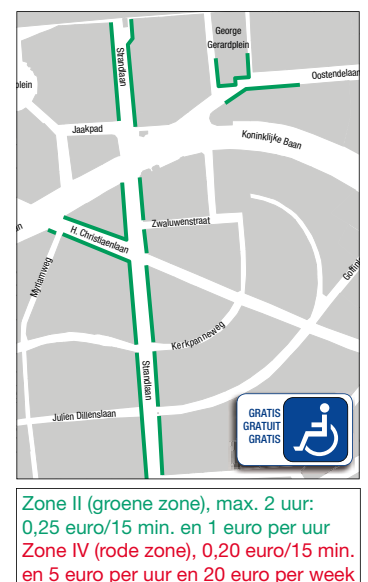 George
Gerardplein
Strandlaan
Oostendelaan
plein
Jaakpad
Koninklijke Baan
Zwaluwenstraat
H. Christiaenlaan
Myriamweg
Kerkpanneweg
Strandlaan
Julien Dillenslaan
GRATIS
GRATUIT
GRATIS
Zone II (groene zone), max. 2 uur:
0,25 euro/15 min. en 1 euro per uur
Zone IV (rode zone), 0,20 euro/15 min.
en 5 euro per uur en 20 euro per week